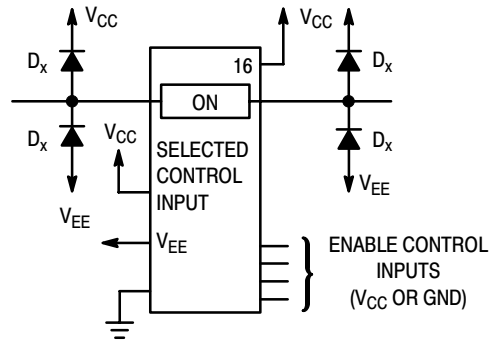 VCC
VCC
Dx
16
Dx
ON
VCC
Dx
SELECTED
CONTROL
INPUT
Dx
VEE
VEE
VEE
ENABLE CONTROL
INPUTS
(VCC OR GND)